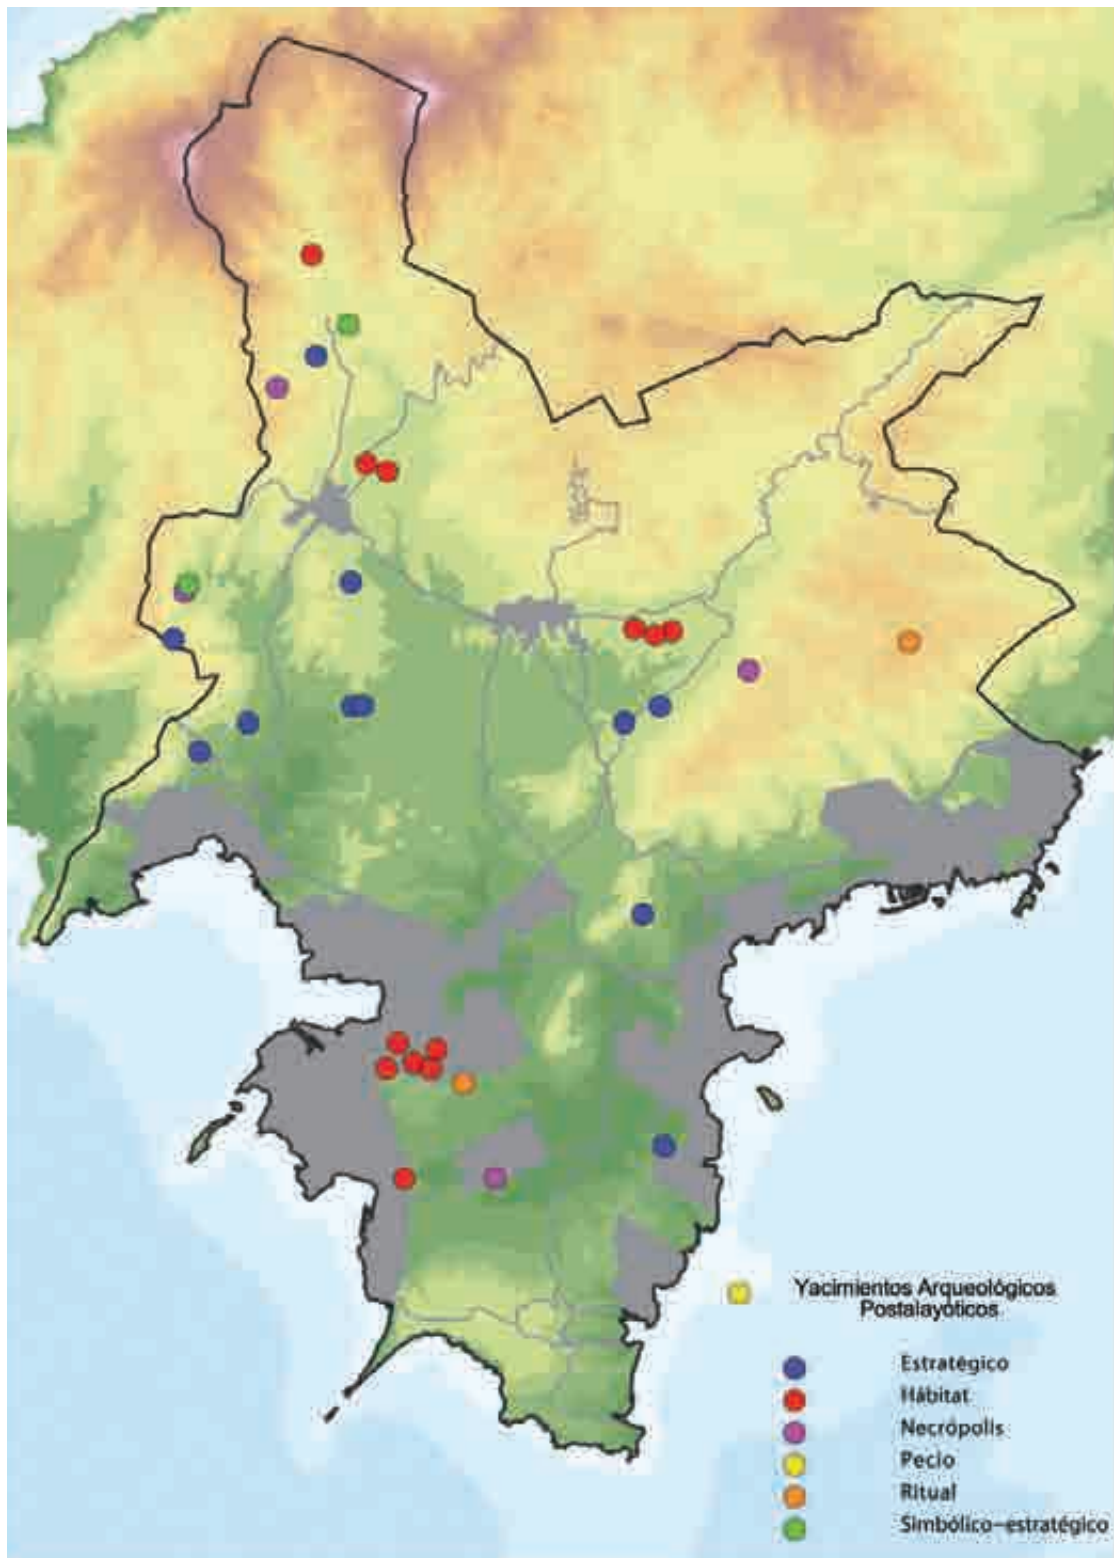 Yacimientos Arqueológicos
Postalayóticos
Estratégico
Hábitat
Necrópolis
Pecio
Ritual
Simbólico-estratégico